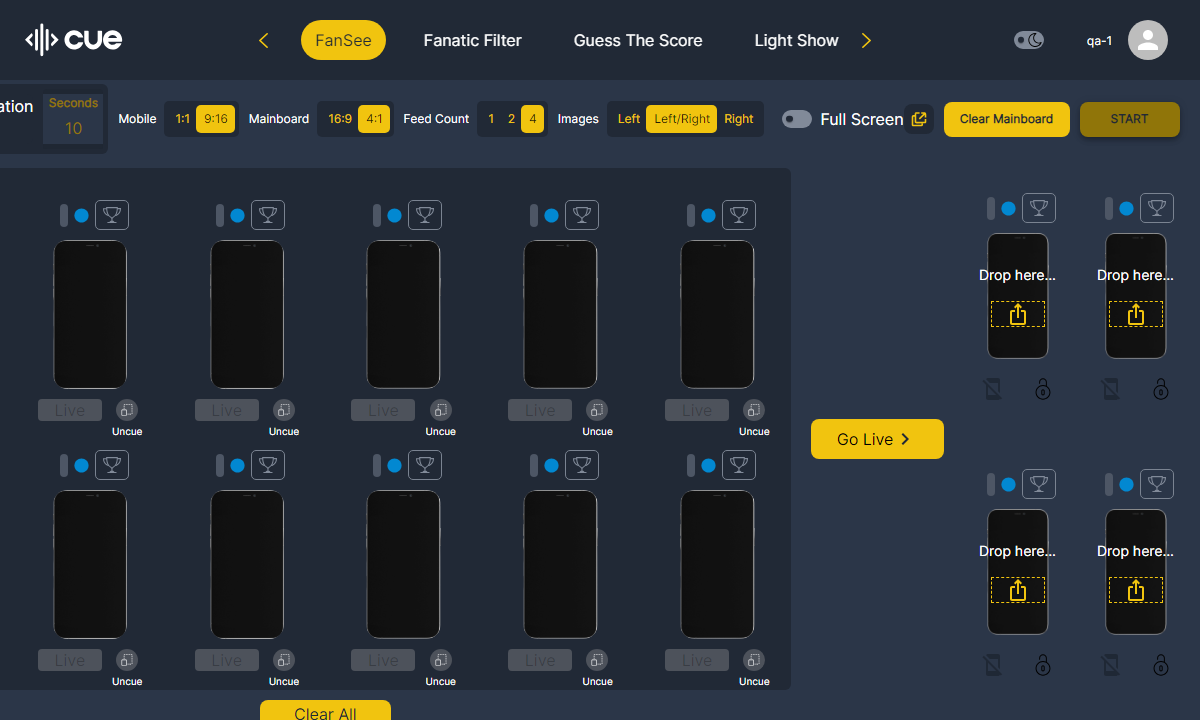 cue
FanSee
Fanatic Filter
Guess The Score
Light Show
qa-1
ation
Seconds
10
Mobile
1:1
9:16
Mainboard
16:9
4:1
Feed Count
1
2
4
Images
Left
Left/Right
Right
Full Screen
Clear Mainboard
START
Drop here...
Drop here...
Live
Live
Live
Live
Live
Uncue
Uncue
Uncue
Uncue
Uncue
Go Live
Drop here...
Drop here...
Live
Live
Live
Live
Live
Uncue
Uncue
Uncue
Uncue
Uncue
Clear All